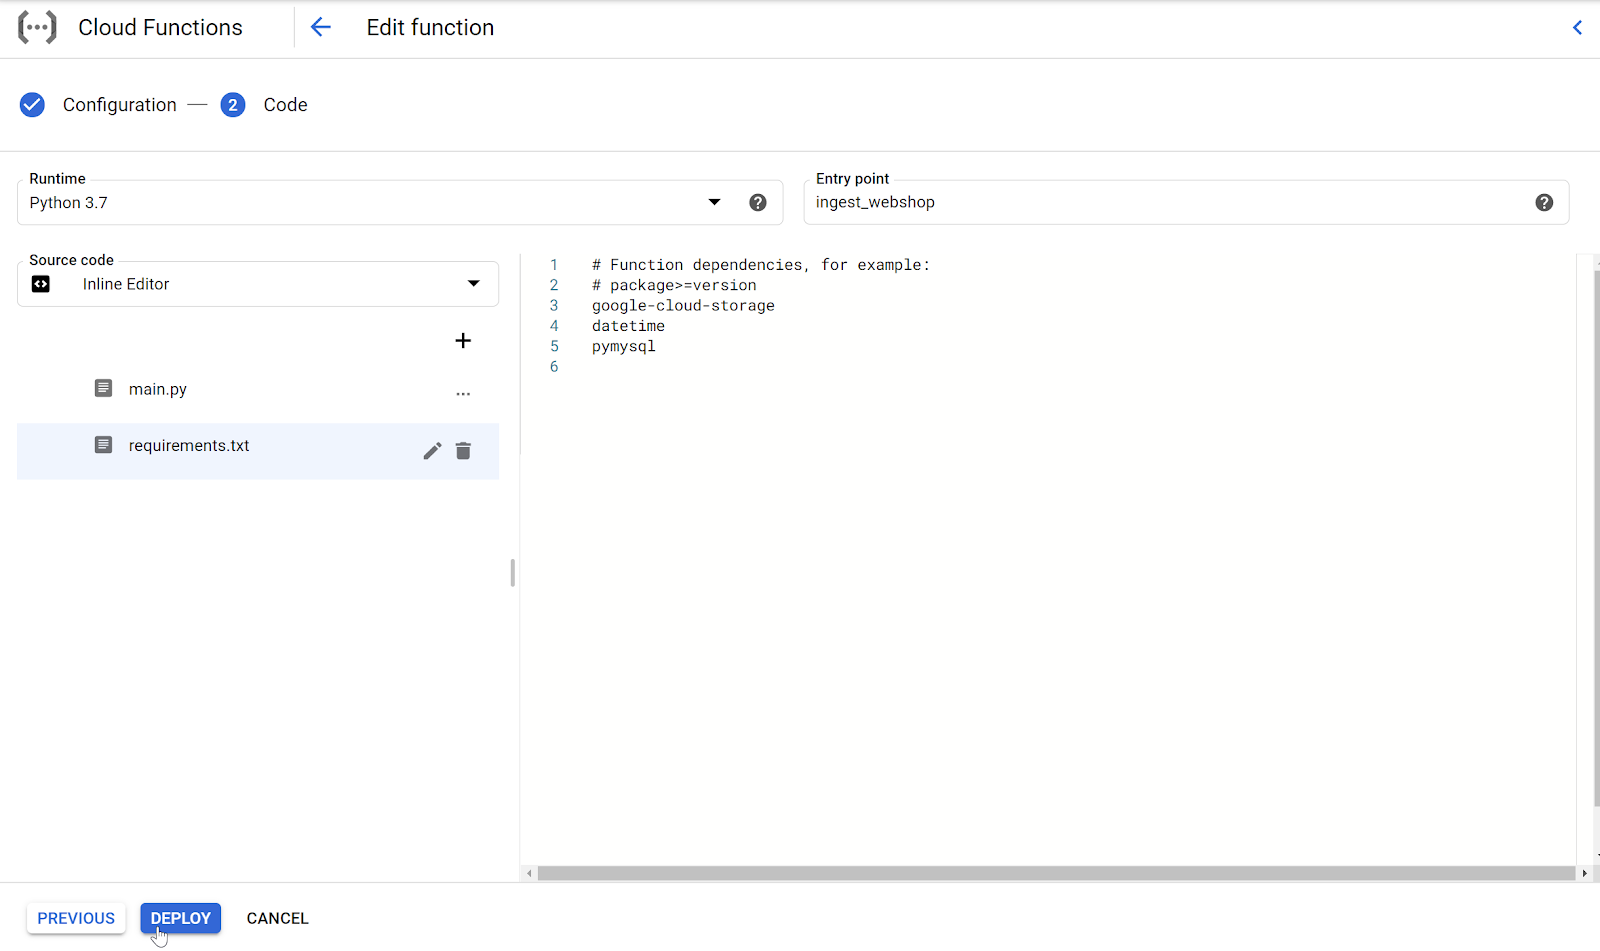 Cloud Functions
Edit function
Configuration — 2 Code
Runtime
Python 3.7
Entry point
ingest_webshop
Source code
Inline Editor
main.py
...
requirements.txt
1 # Function dependencies, for example:
2 # package>=version
3 google-cloud-storage
4 datetime
5 pymysql
6
PREVIOUS
DEPLOY
CANCEL